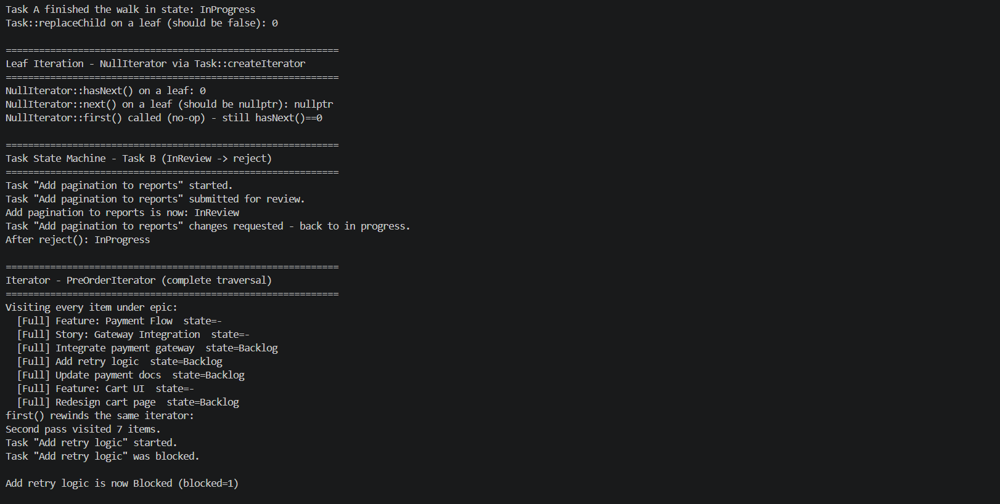 Task A finished the walk in state: InProgress
Task::replaceChild on a leaf (should be false): 0
============================================================
Leaf Iteration - NullIterator via Task::createIterator
============================================================
NullIterator::hasNext() on a leaf: 0
NullIterator::next() on a leaf (should be nullptr): nullptr
NullIterator::first() called (no-op) - still hasNext()==0
============================================================
Task State Machine - Task B (InReview -> reject)
============================================================
Task "Add pagination to reports" started.
Task "Add pagination to reports" submitted for review.
Add pagination to reports is now: InReview
Task "Add pagination to reports" changes requested - back to in progress.
After reject(): InProgress
============================================================
Iterator - PreOrderIterator (complete traversal)
============================================================
Visiting every item under epic:
  [Full] Feature: Payment Flow  state=-
  [Full] Story: Gateway Integration  state=-
  [Full] Integrate payment gateway  state=Backlog
  [Full] Add retry logic  state=Backlog
  [Full] Update payment docs  state=Backlog
  [Full] Feature: Cart UI  state=-
  [Full] Redesign cart page  state=Backlog
first() rewinds the same iterator:
Second pass visited 7 items.
Task "Add retry logic" started.
Task "Add retry logic" was blocked.
Add retry logic is now Blocked (blocked=1)